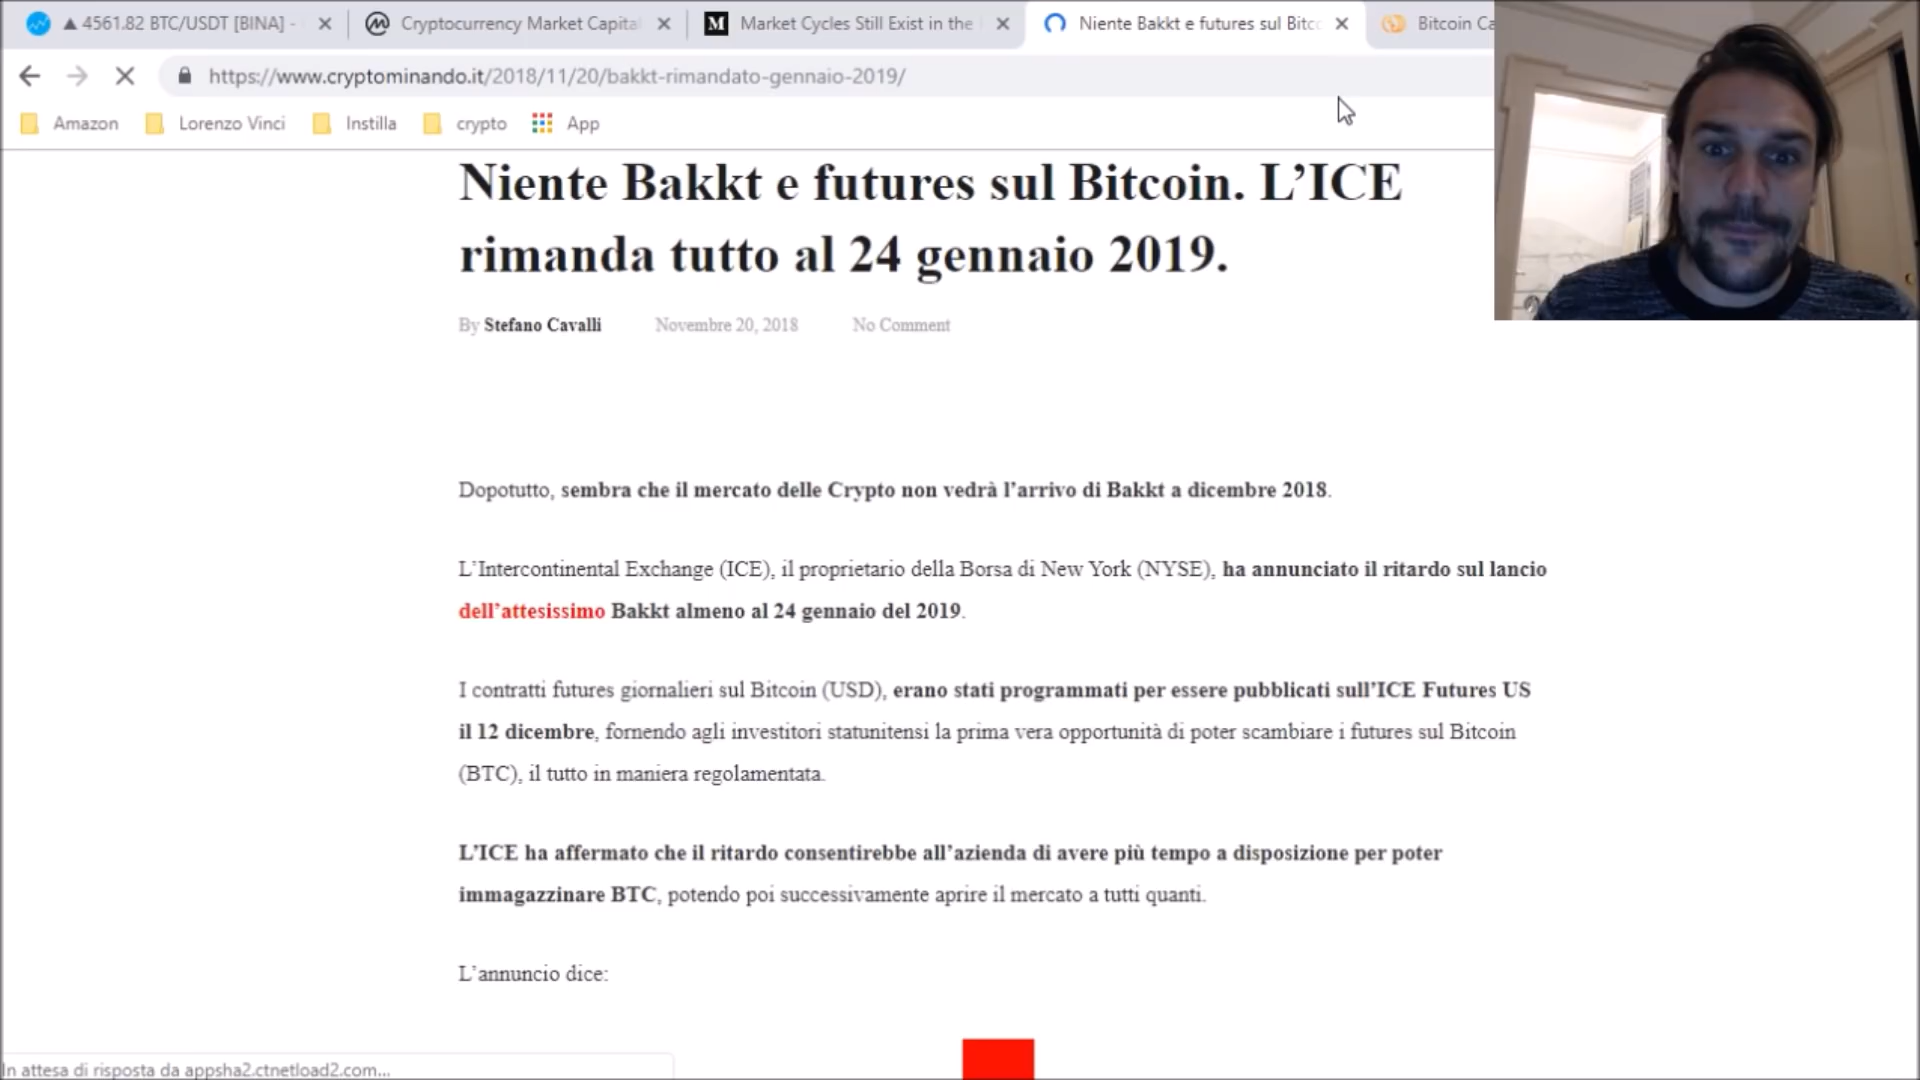 ▲ 4561.82 BTC/USDT [BINA] -
Cryptocurrency Market Capita
Market Cycles Still Exist in the
Niente Bakkt e futures sul Bitc
Bitcoin Ca
https://www.cryptominando.it/2018/11/20/bakkt-rimandato-gennaio-2019/
Amazon Lorenzo Vinci Instilla crypto App
Niente Bakkt e futures sul Bitcoin. L’ICE
rimanda tutto al 24 gennaio 2019.
By Stefano Cavalli Novembre 20, 2018 No Comment
Dopotutto, sembra che il mercato delle Crypto non vedrà l’arrivo di Bakkt a dicembre 2018.
L’Intercontinental Exchange (ICE), il proprietario della Borsa di New York (NYSE), ha annunciato il ritardo sul lancio
dell’attesissimo Bakkt almeno al 24 gennaio del 2019.
I contratti futures giornalieri sul Bitcoin (USD), erano stati programmati per essere pubblicati sull’ICE Futures US
il 12 dicembre, fornendo agli investitori statunitensi la prima vera opportunità di poter scambiare i futures sul Bitcoin
(BTC), il tutto in maniera regolamentata.
L’ICE ha affermato che il ritardo consentirebbe all’azienda di avere più tempo a disposizione per poter
immagazzinare BTC, potendo poi successivamente aprire il mercato a tutti quanti.
L’annuncio dice:
In attesa di risposta da appsha2.ctnetload2.com...